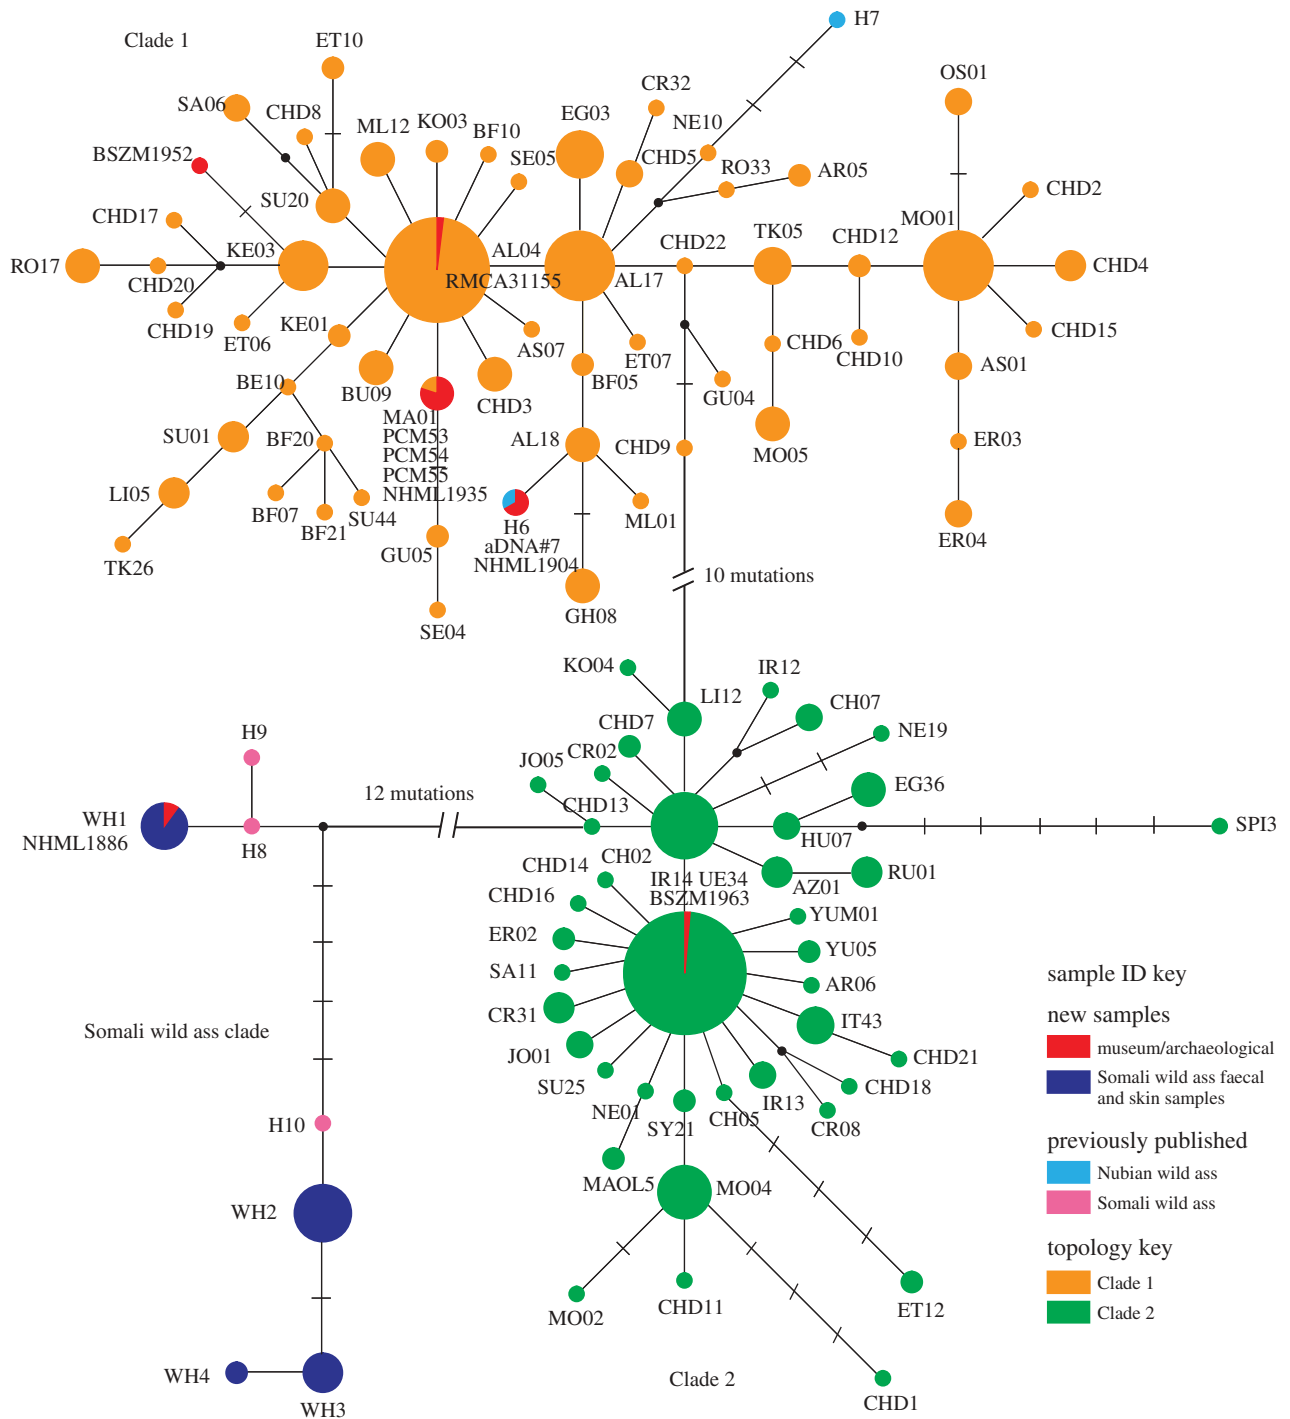 Clade 1
ET10
H7
SA06
CHD8
ML12
KO03
BF10
SE05
EG03
CR32
NE10
CHD5
RO33
AR05
OS01
BSZM1952
SU20
CHD17
KE03
RO17
CHD20
CHD19
ET06
AL04
RMCA31155
AL17
CHD22
TK05
CHD12
MO01
CHD2
CHD4
CHD15
KE01
BE10
BU09
CHD3
AS07
ET07
BF05
GU04
CHD6
CHD10
MO05
AS01
ER03
ER04
SU01
LI05
TK26
BF20
BF07
BF21
SU44
MA01
PCM53
PCM54
PCM55
NHML1935
GU05
SE04
AL18
H6
aDNA#7
NHML1904
ML01
GH08
CHD9
10 mutations
KO04
LI12
IR12
CH07
CHD7
CR02
JO05
CHD13
NE19
EG36
HU07
SPI3
H9
WH1
NHML1886
H8
12 mutations
AZ01
RU01
CH02
CHD14
CHD16
IR14 UE34
BSZM1963
ER02
SA11
CR31
JO01
SU25
NE01
SY21
CH05
IR13
CR08
CHD18
CHD21
IT43
AR06
YU05
YUM01
Somali wild ass clade
H10
WH2
WH3
WH4
MAOL5
MO04
MO02
CHD11
ET12
CHD1
Clade 2
sample ID key
new samples
museum/archaeological
Somali wild ass faecal
and skin samples
previously published
Nubian wild ass
Somali wild ass
topology key
Clade 1
Clade 2